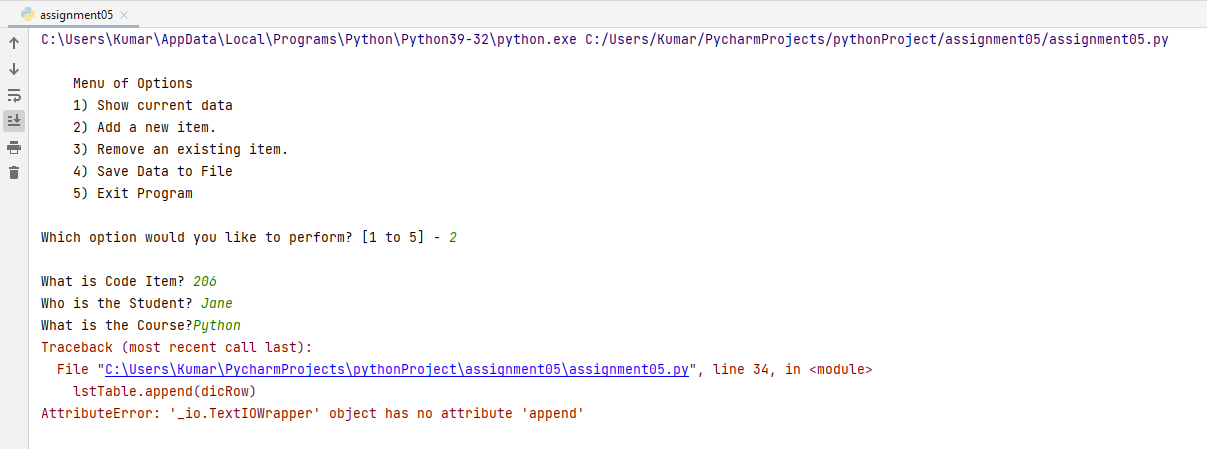 assignment05
C:\Users\Kumar\AppData\Local\Programs\Python\Python39-32\python.exe C:/Users/Kumar/PycharmProjects/pythonProject/assignment05/assignment05.py
Menu of Options
1) Show current data
2) Add a new item.
3) Remove an existing item.
4) Save Data to File
5) Exit Program
Which option would you like to perform? [1 to 5] - 2
What is Code Item? 206
Who is the Student? Jane
What is the Course?Python
Traceback (most recent call last):
File "C:\Users\Kumar\PycharmProjects\pythonProject\assignment05\assignment05.py", line 34, in <module>
lstTable.append(dicRow)
AttributeError: '_io.TextIOWrapper' object has no attribute 'append'